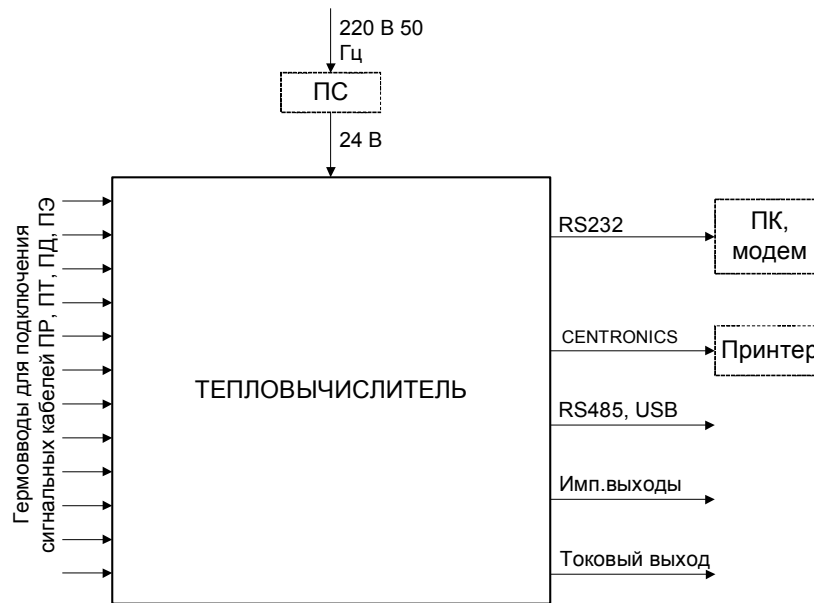 220 В 50
Гц
ПС
24 В
Гермовводы для подключения
сигнальных кабелей ПР, ПТ, ПД, ПЭ
ТЕПЛОВЫЧИСЛИТЕЛЬ
RS232
ПК,
модем
CENTRONICS
Принтер
RS485, USB
Имп.выходы
Токовый выход